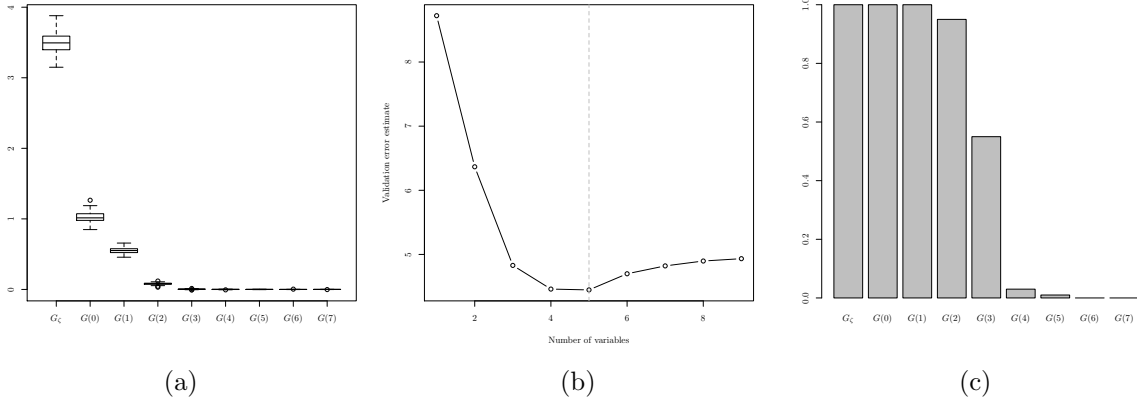 4
3
2
1
0
G_ζ G(0) G(1) G(2) G(3) G(4) G(5) G(6) G(7)
(a)
Validation error estimate
8
7
6
5
2 4 6 8
Number of variables
(b)
1.0
0.8
0.6
0.4
0.2
0.0
G_ζ G(0) G(1) G(2) G(3) G(4) G(5) G(6) G(7)
(c)